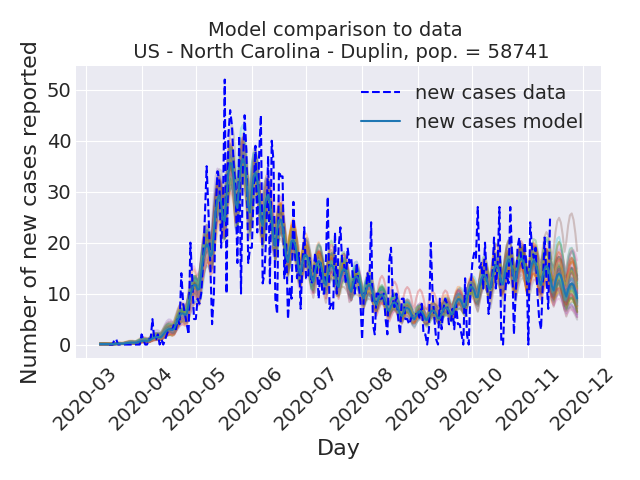 Model comparison to data
US - North Carolina - Duplin, pop. = 58741
Number of new cases reported
50
40
30
20
10
0
new cases data
new cases model
2020-03
2020-04
2020-05
2020-06
2020-07
2020-08
2020-09
2020-10
2020-11
2020-12
Day